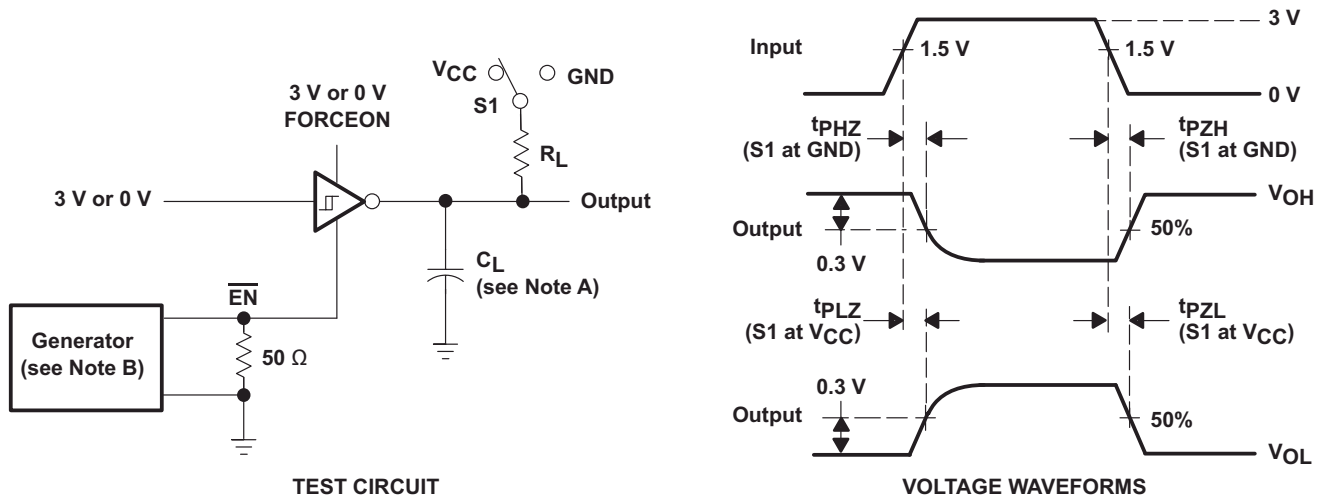 3 V or 0 V
FORCEON
VCC
GND
S1
RL
3 V or 0 V
Output
CL
(see Note A)
EN
Generator
(see Note B)
50 Ω
TEST CIRCUIT
Input
3 V
1.5 V
1.5 V
0 V
tPHZ
(S1 at GND)
tPZH
(S1 at GND)
VOH
Output
50%
0.3 V
tPLZ
(S1 at VCC)
tPZL
(S1 at VCC)
0.3 V
Output
50%
VOL
VOLTAGE WAVEFORMS